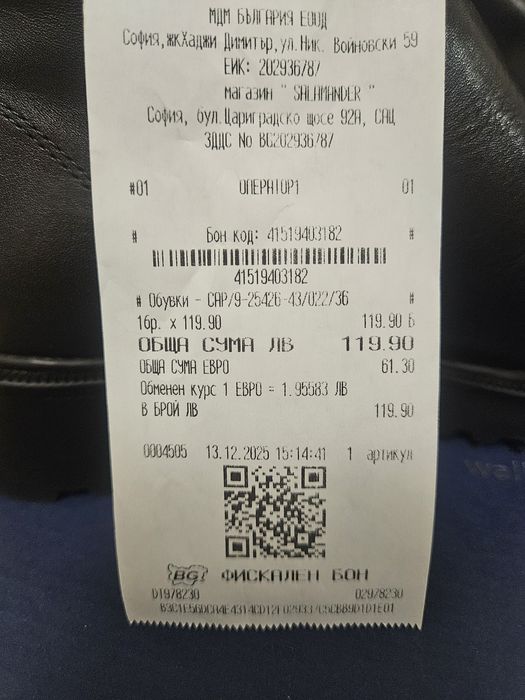 МДМ БЪЛГАРИЯ ЕООД
София,жкХаджи Димитър,ул.Ник. Войновски 59
ЕИК: 202936787
магазин " SALAMANDER "
София, бул.Цариградско шосе 92А, САЦ
ЗДДС No BG202936787
#01 ОПЕРАТОР1 01
# Бон код: 41519403182 #
41519403182
# Обувки - CAP/9-25426-43/022/36 #
1бр. x 119.90 119.90 Б
ОБЩА СУМА ЛВ 119.90
ОБЩА СУМА ЕВРО 61.30
Обменен курс 1 ЕВРО = 1.95583 ЛВ
В БРОЙ ЛВ 119.90
0004505 13.12.2025 15:14:41 1 артикул
BG ФИСКАЛЕН БОН